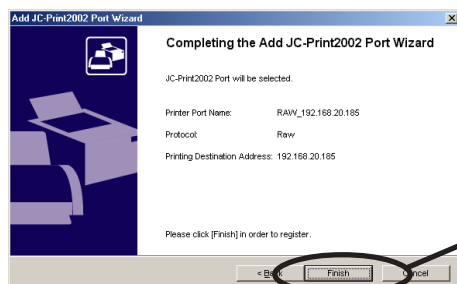 Add JC-Print2002 Port Wizard
Completing the Add JC-Print2002 Port Wizard
JC-Print2002 Port will be selected.
Printer Port Name: RAW_192.168.20.185
Protocol: Raw
Printing Destination Address: 192.168.20.185
Please click [Finish] in order to register.
< Back Finish Cancel